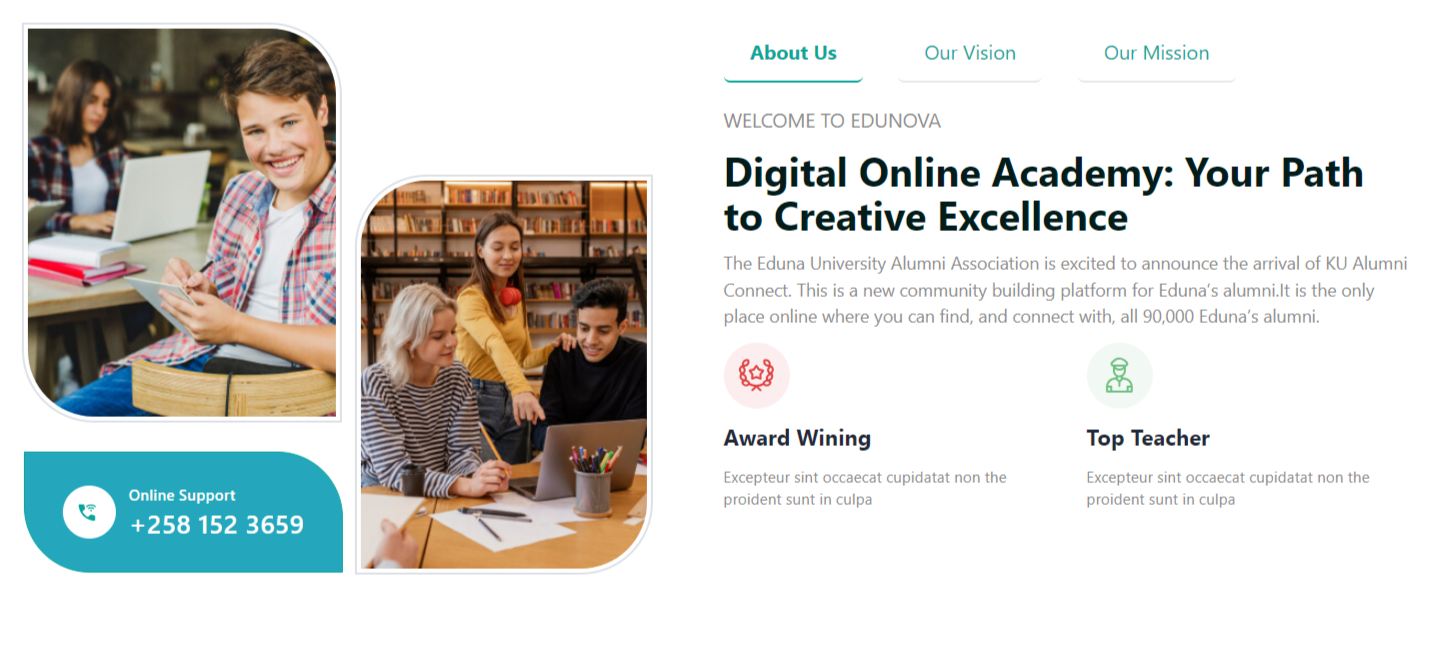 About Us
Our Vision
Our Mission
WELCOME TO EDUNOVA
Digital Online Academy: Your Path
to Creative Excellence
The Eduna University Alumni Association is excited to announce the arrival of KU Alumni
Connect. This is a new community building platform for Eduna’s alumni.It is the only
place online where you can find, and connect with, all 90,000 Eduna’s alumni.
Award Wining
Excepteur sint occaecat cupidatat non the
proident sunt in culpa
Top Teacher
Excepteur sint occaecat cupidatat non the
proident sunt in culpa
Online Support
+258 152 3659